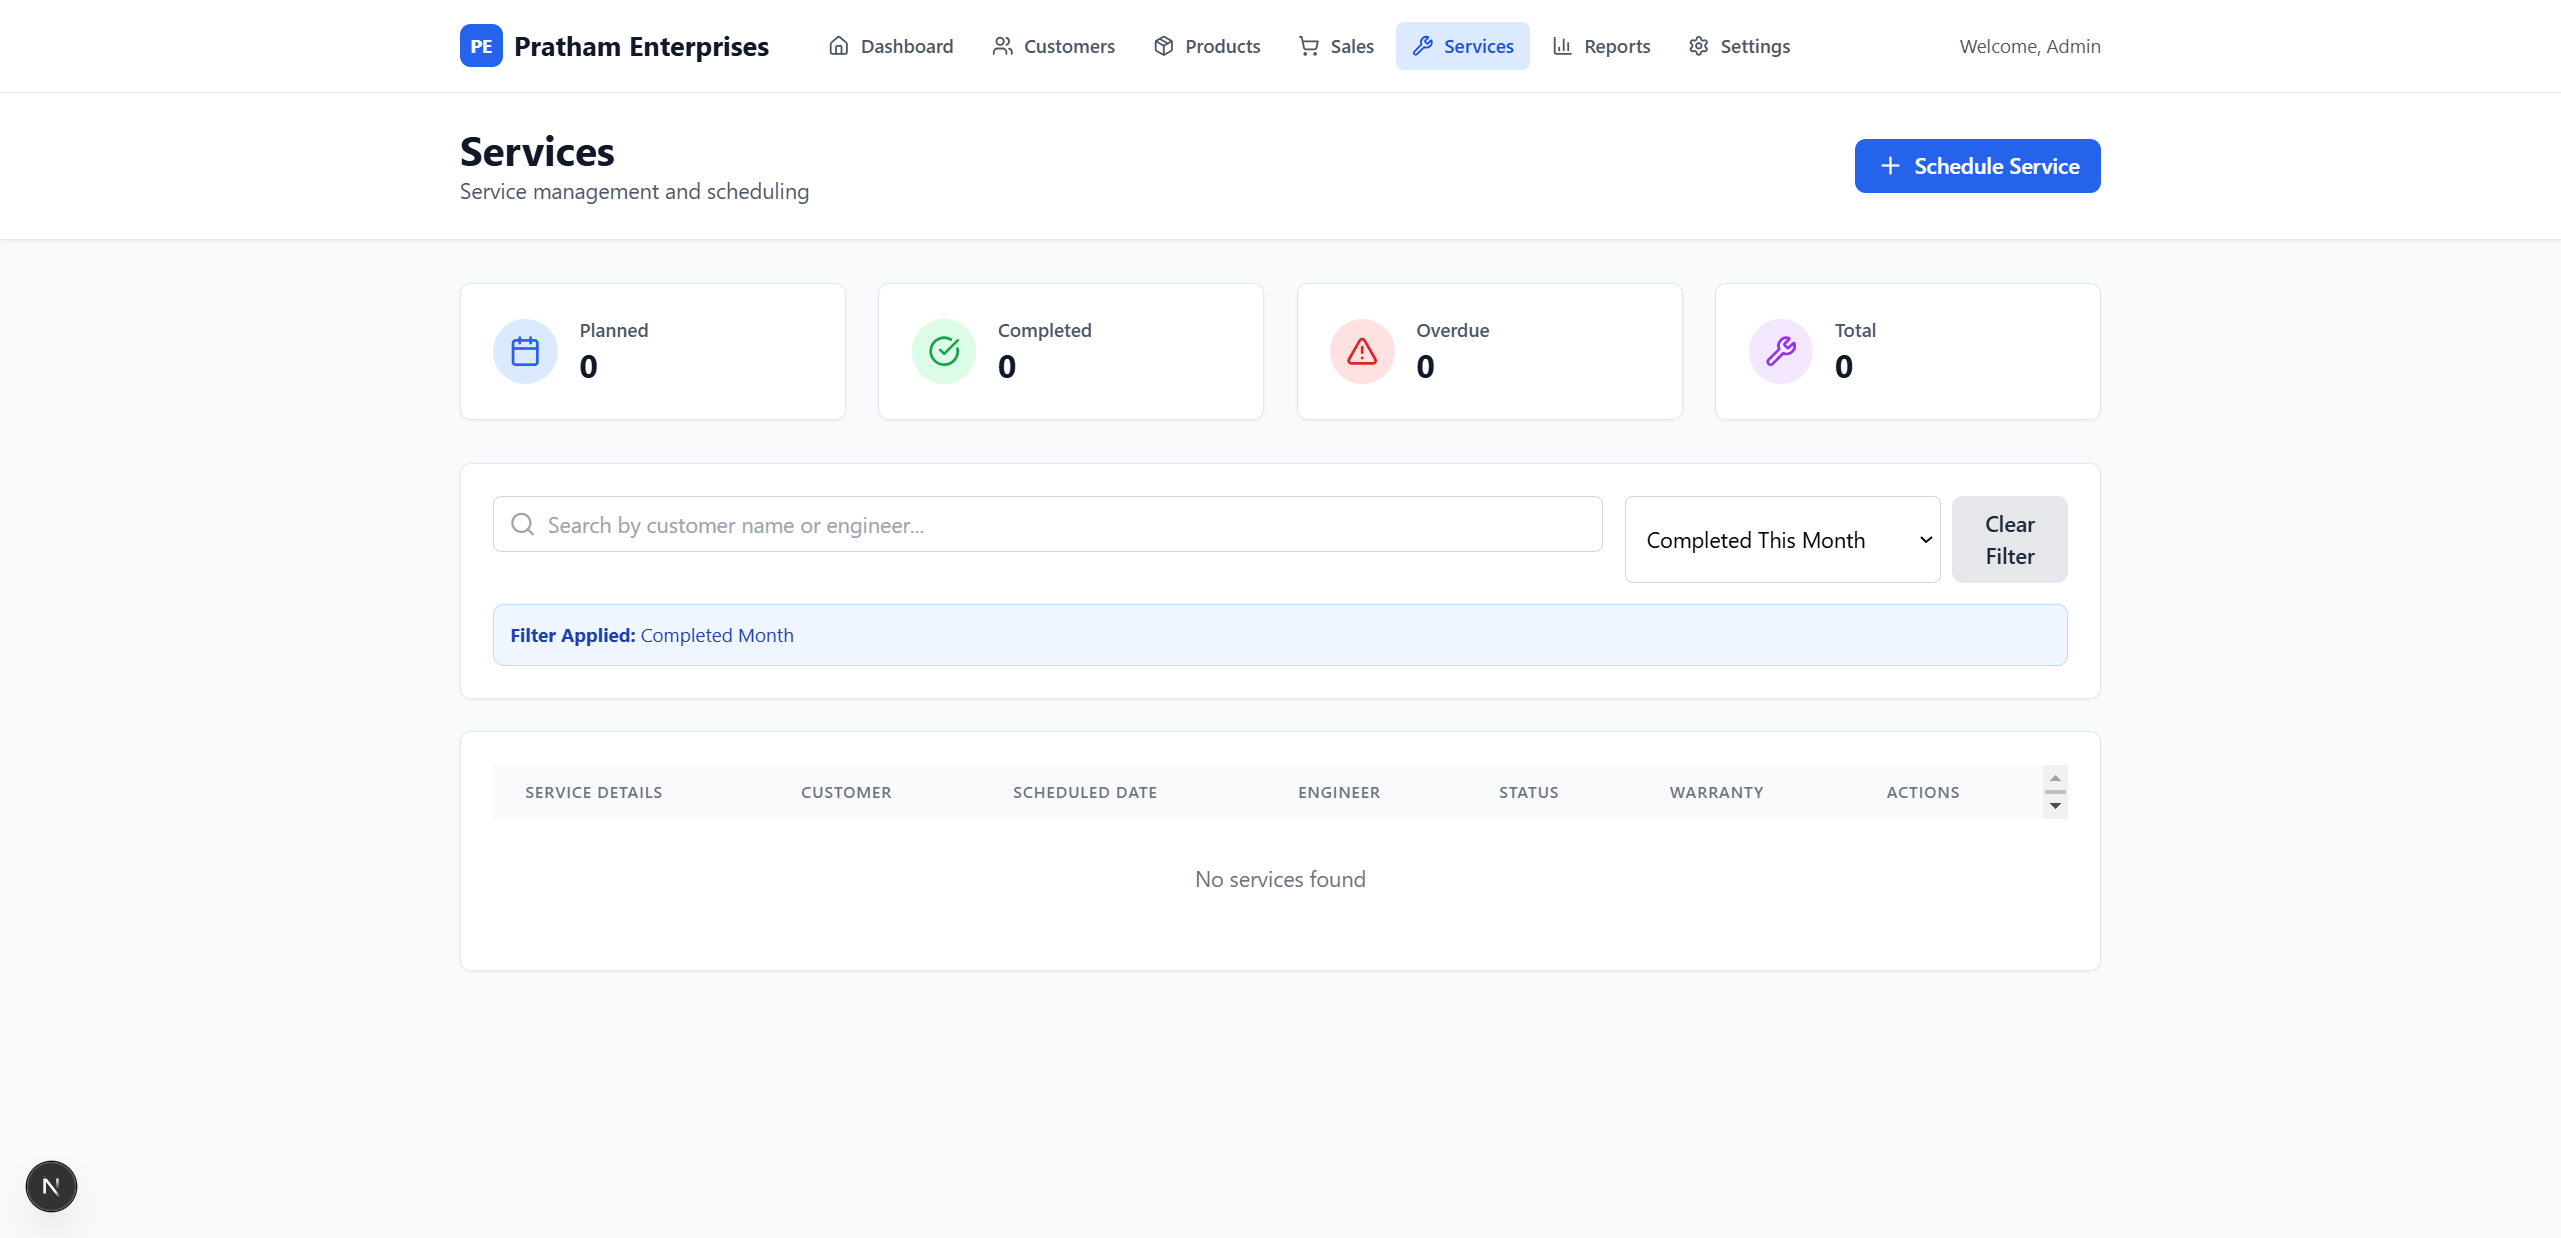 PE Pratham Enterprises Dashboard Customers Products Sales Services Reports Settings Welcome, Admin
Services
Service management and scheduling
+ Schedule Service
Planned
0
Completed
0
Overdue
0
Total
0
Search by customer name or engineer...
Completed This Month
Clear
Filter
Filter Applied: Completed Month
SERVICE DETAILS CUSTOMER SCHEDULED DATE ENGINEER STATUS WARRANTY ACTIONS
No services found
N